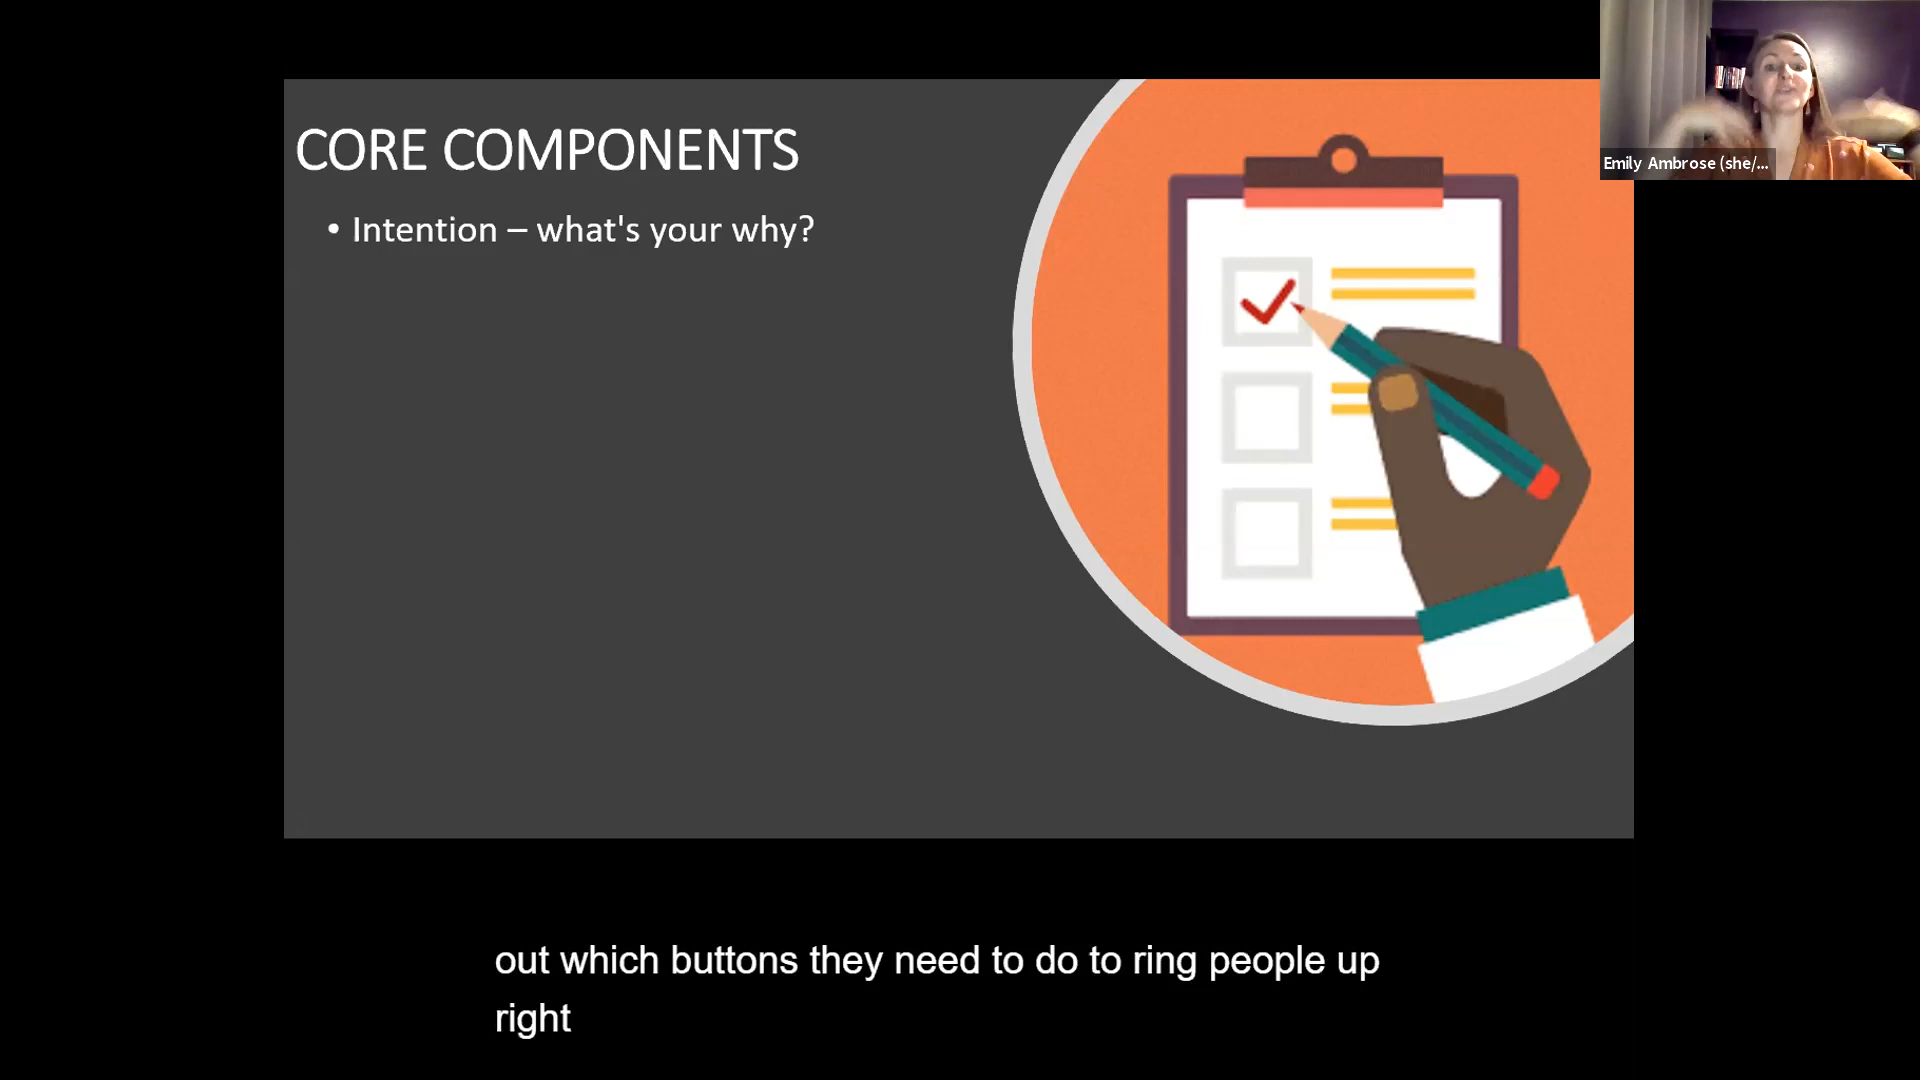 Emily Ambrose (she/...
CORE COMPONENTS
• Intention – what's your why?
out which buttons they need to do to ring people up
right